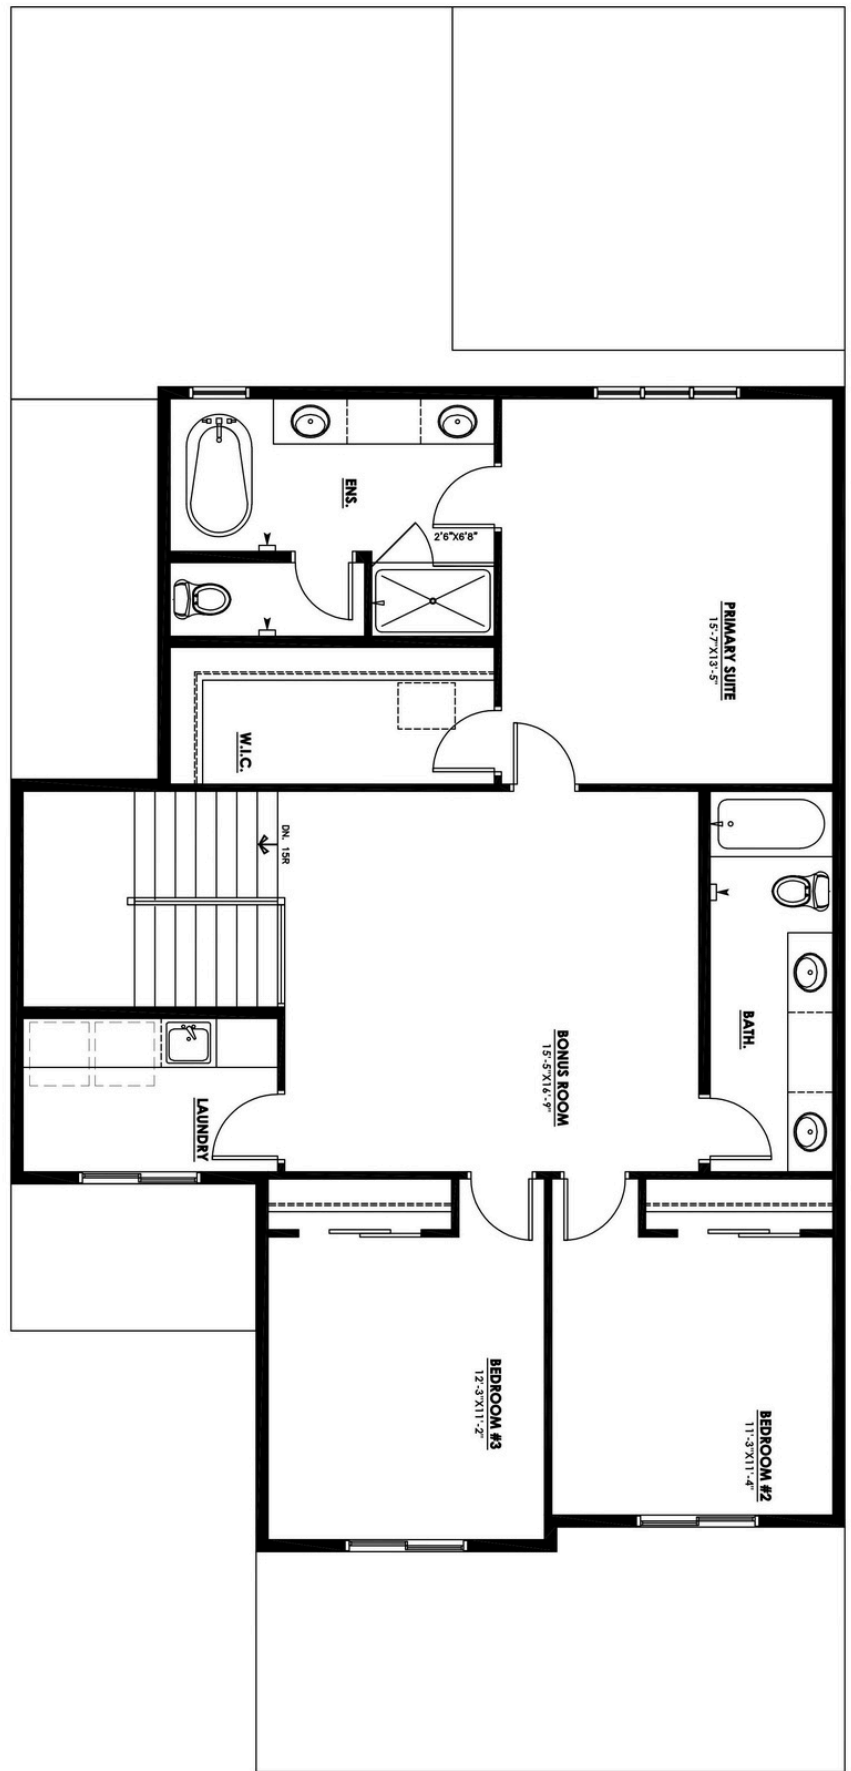 ENS.
2'6"X6'8"
PRIMARY SUITE
15'-7"X13'-5"
W.I.C.
DN. 15R
BATH.
BONUS ROOM
15'-5"X16'-9"
LAUNDRY
BEDROOM #3
12'-3"X11'-2"
BEDROOM #2
11'-3"X11'-4"